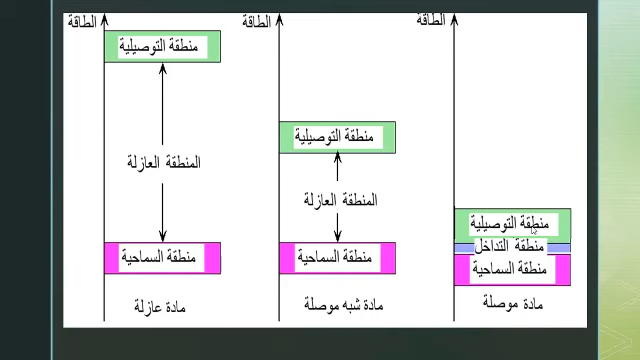 الطاقة
منطقة التوصيلية
المنطقة العازلة
منطقة السماحية
مادة عازلة
الطاقة
منطقة التوصيلية
المنطقة العازلة
منطقة السماحية
مادة شبه موصلة
الطاقة
منطقة التوصيلية
منطقة التداخل
منطقة السماحية
مادة موصلة